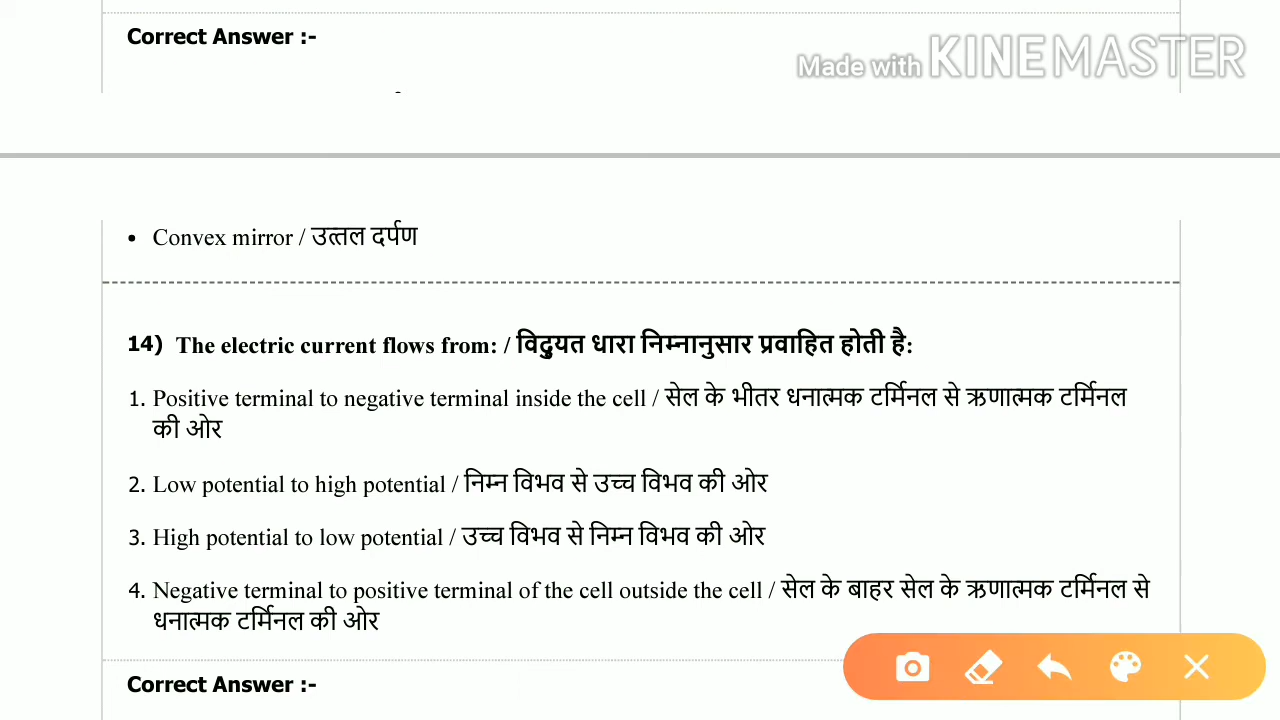 Correct Answer :-
Made with KINEMASTER
• Convex mirror / उत्तल दर्पण
14) The electric current flows from: / विद्युयत धारा निम्नानुसार प्रवाहित होती है:
1. Positive terminal to negative terminal inside the cell / सेल के भीतर धनात्मक टर्मिनल से ऋणात्मक टर्मिनल
की ओर
2. Low potential to high potential / निम्न विभव से उच्च विभव की ओर
3. High potential to low potential / उच्च विभव से निम्न विभव की ओर
4. Negative terminal to positive terminal of the cell outside the cell / सेल के बाहर सेल के ऋणात्मक टर्मिनल से
धनात्मक टर्मिनल की ओर
Correct Answer :-